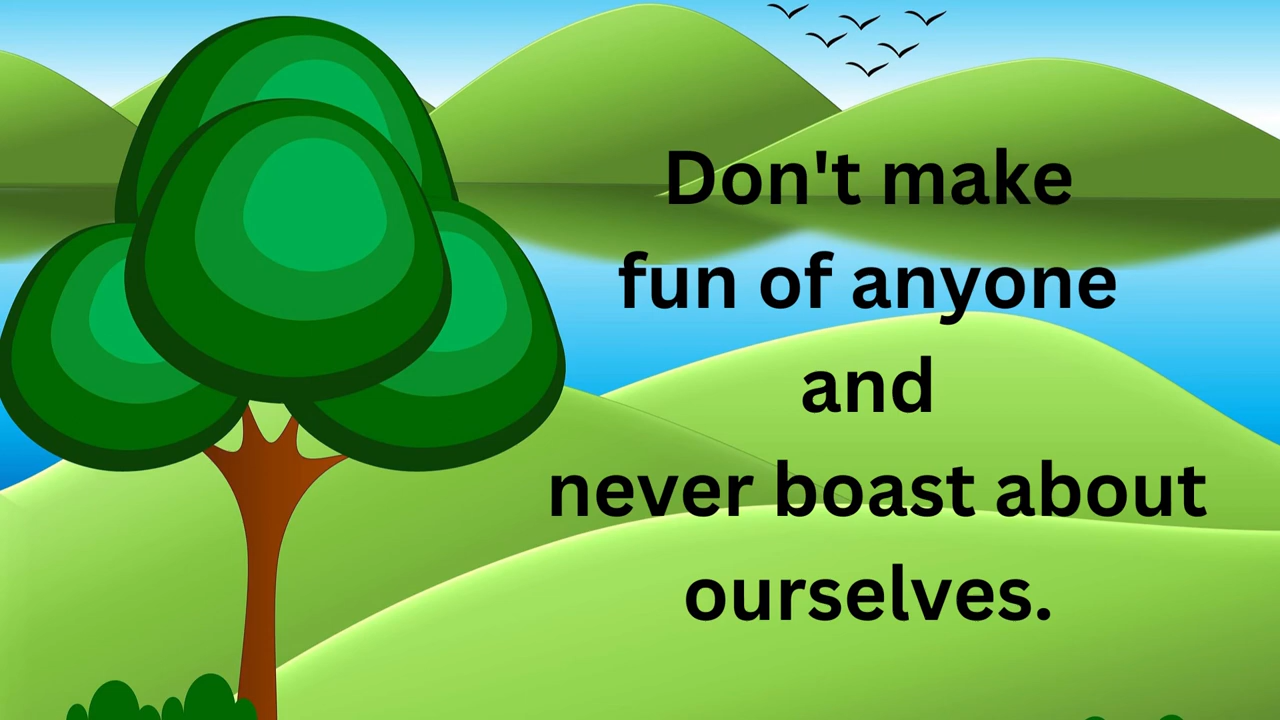 Don't make
fun of anyone
and
never boast about
ourselves.